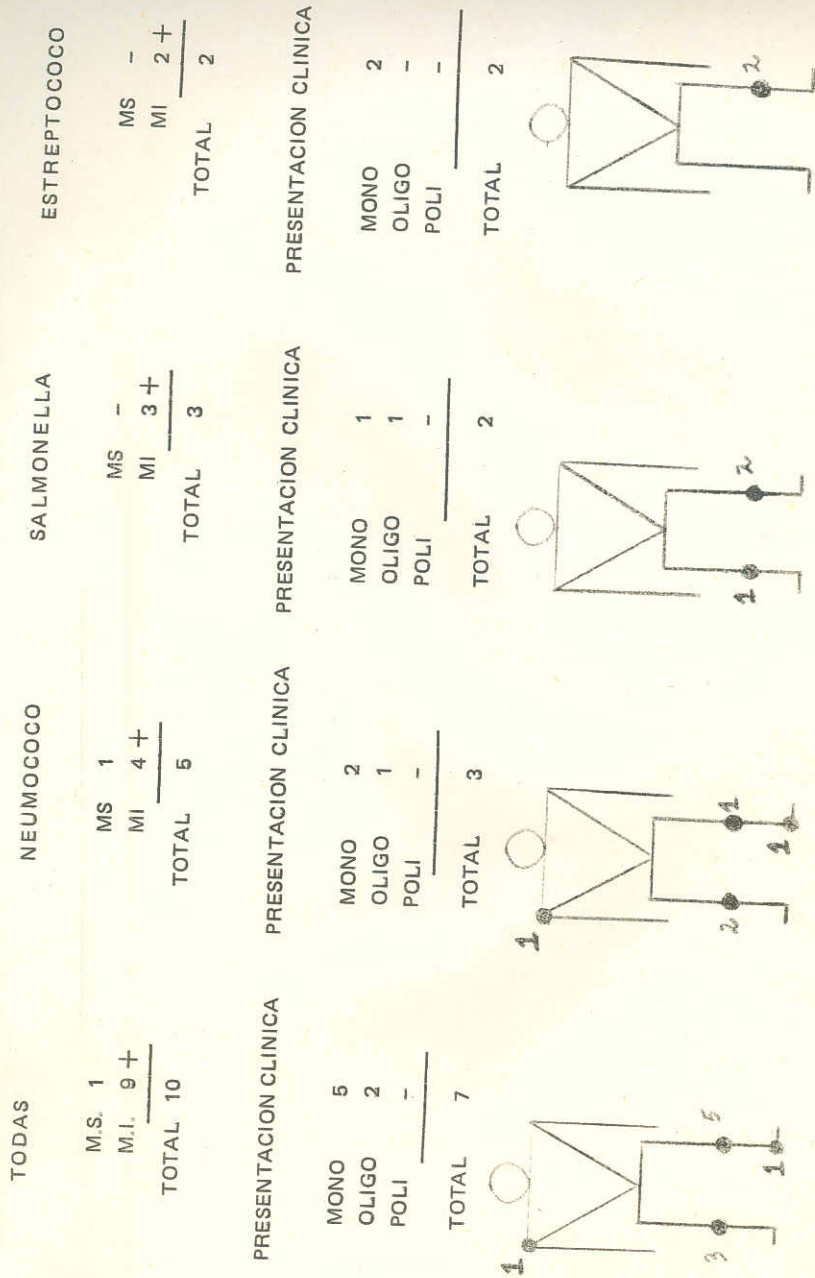 TODAS
M.S. 1
M.I. 9 +
TOTAL 10
PRESENTACION CLINICA
MONO 5
OLIGO 2
POLI -
TOTAL 7
1
3 5
1
NEUMOCOCO
MS 1
MI 4 +
TOTAL 5
PRESENTACION CLINICA
MONO 2
OLIGO 1
POLI -
TOTAL 3
1
2 1
1
SALMONELLA
MS -
MI 3 +
TOTAL 3
PRESENTACION CLINICA
MONO 1
OLIGO 1
POLI -
TOTAL 2
1 2
ESTREPTOCOCO
MS -
MI 2 +
TOTAL 2
PRESENTACION CLINICA
MONO 2
OLIGO -
POLI -
TOTAL 2
2